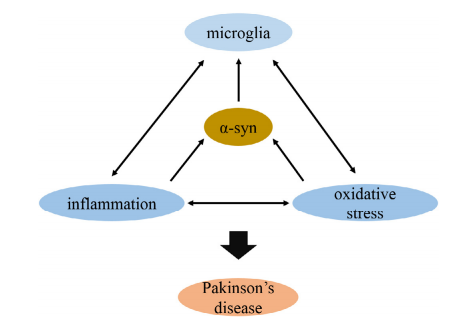 microglia
α-syn
inflammation
oxidative
stress
Pakinson’s
disease